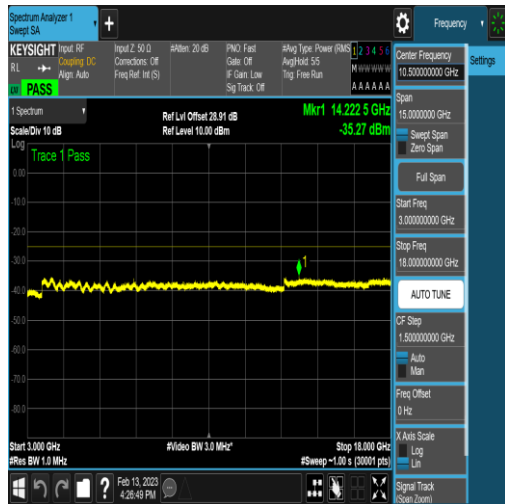 Spectrum Analyzer 1
Swept SA
+
Frequency
KEYSIGHT
Input: RF
Coupling: DC
Align: Auto
Input Z: 50 Ω
Corrections: Off
Freq Ref: Int (S)
#Atten: 20 dB
PNO: Fast
Gate: Off
IF Gain: Low
Sig Track: Off
#Avg Type: Power (RMS
Avg|Hold: 5/5
Trig: Free Run
1 2 3 4 5 6
M W W W W W
A A A A A A
RL
PASS
1 Spectrum
Scale/Div 10 dB
Ref Lvl Offset 28.91 dB
Ref Level 10.00 dBm
Mkr1 14.222 5 GHz
-35.27 dBm
Log
Trace 1 Pass
0.00
-10.0
-20.0
-30.0
-40.0
-50.0
-60.0
-70.0
-80.0
1
Start 3.000 GHz
#Res BW 1.0 MHz
#Video BW 3.0 MHz*
Stop 18.000 GHz
#Sweep ~1.00 s (30001 pts)
Center Frequency
10.500000000 GHz
Settings
Span
15.0000000 GHz
Swept Span
Zero Span
Full Span
Start Freq
3.000000000 GHz
Stop Freq
18.000000000 GHz
AUTO TUNE
CF Step
1.500000000 GHz
Auto
Man
Freq Offset
0 Hz
X Axis Scale
Log
Lin
Signal Track
(Span Zoom)
?
Feb 13, 2023
4:26:49 PM